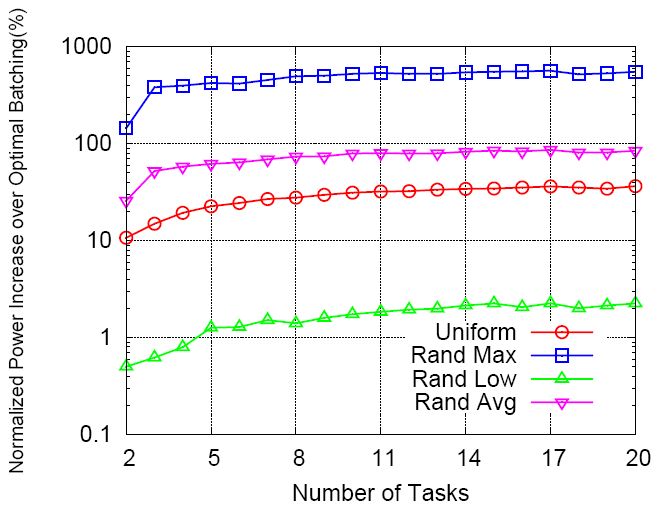 Normalized Power Increase over Optimal Batching(%)
1000
100
10
1
0.1
Uniform
Rand Max
Rand Low
Rand Avg
2 5 8 11 14 17 20
Number of Tasks